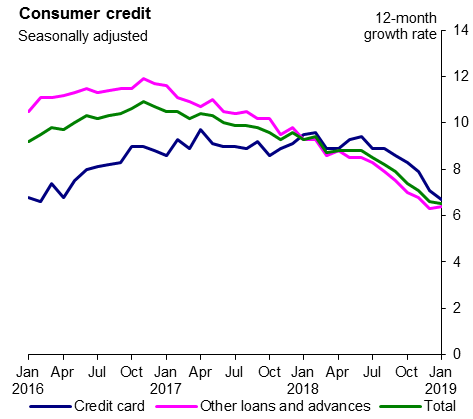 Consumer credit
12-month
Seasonally adjusted
growth rate
14
12
10
8
6
4
2
0
Jan Apr Jul Oct Jan Apr Jul Oct Jan Apr Jul Oct Jan
2016 2017 2018 2019
Credit card Other loans and advances Total